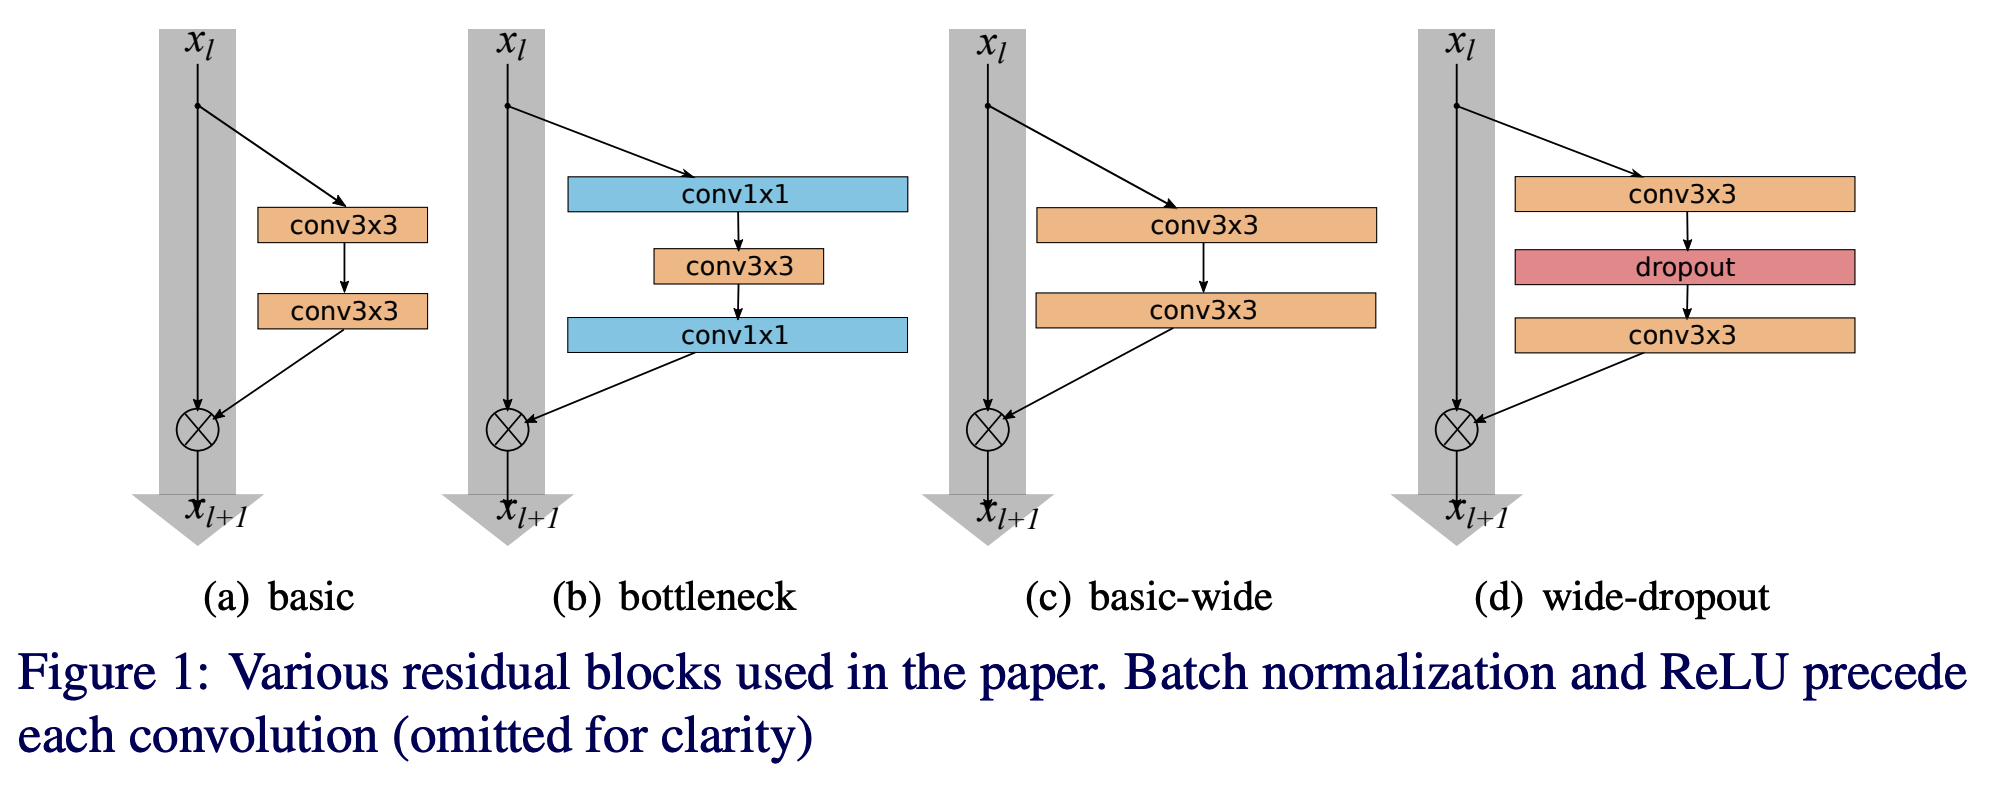 x_l
conv3x3
conv3x3
x_{l+1}
(a) basic
x_l
conv1x1
conv3x3
conv1x1
x_{l+1}
(b) bottleneck
x_l
conv3x3
conv3x3
x_{l+1}
(c) basic-wide
x_l
conv3x3
dropout
conv3x3
x_{l+1}
(d) wide-dropout
Figure 1: Various residual blocks used in the paper. Batch normalization and ReLU precede
each convolution (omitted for clarity)